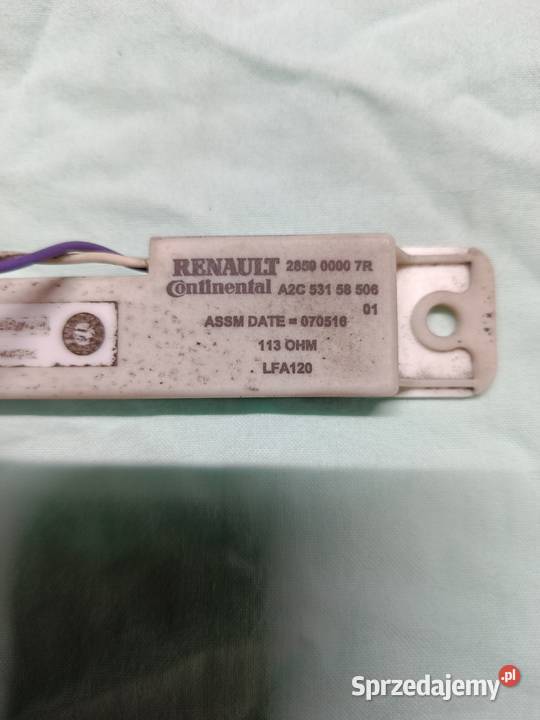 RENAULT 2859 0000 7R
Continental A2C 531 58 506
01
ASSM DATE = 070516
113 OHM
LFA120
Sprzedajemy.pl